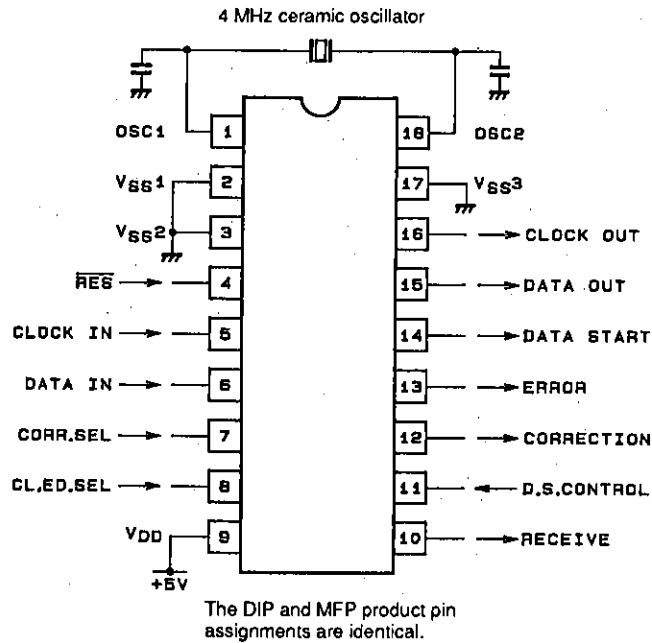 4 MHz ceramic oscillator
OSC1 1 18 OSC2
VSS1 2 17 VSS3
VSS2 3 16 CLOCK OUT
RES 4 15 DATA OUT
CLOCK IN 5 14 DATA START
DATA IN 6 13 ERROR
CORR.SEL 7 12 CORRECTION
CL,ED.SEL 8 11 D.S.CONTROL
VDD 9 10 RECEIVE
+5V
The DIP and MFP product pin
assignments are identical.